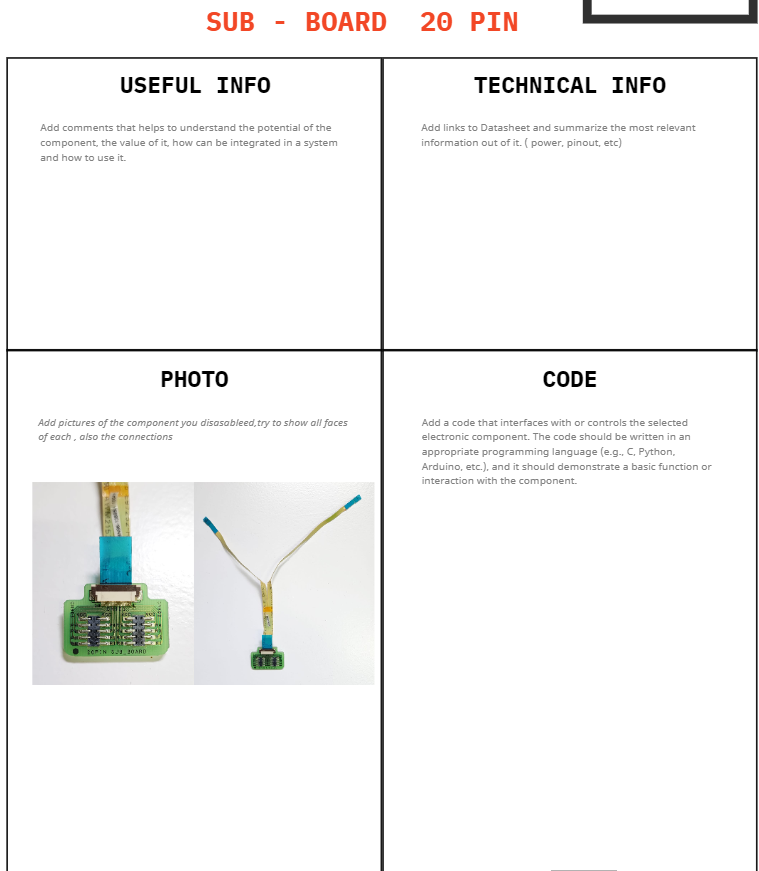 SUB - BOARD 20 PIN
USEFUL INFO
Add comments that helps to understand the potential of the
component, the value of it, how can be integrated in a system
and how to use it.
TECHNICAL INFO
Add links to Datasheet and summarize the most relevant
information out of it. ( power, pinout, etc)
PHOTO
Add pictures of the component you disasableed,try to show all faces
of each , also the connections
SUB BOARD
CODE
Add a code that interfaces with or controls the selected
electronic component. The code should be written in an
appropriate programming language (e.g., C, Python,
Arduino, etc.), and it should demonstrate a basic function or
interaction with the component.